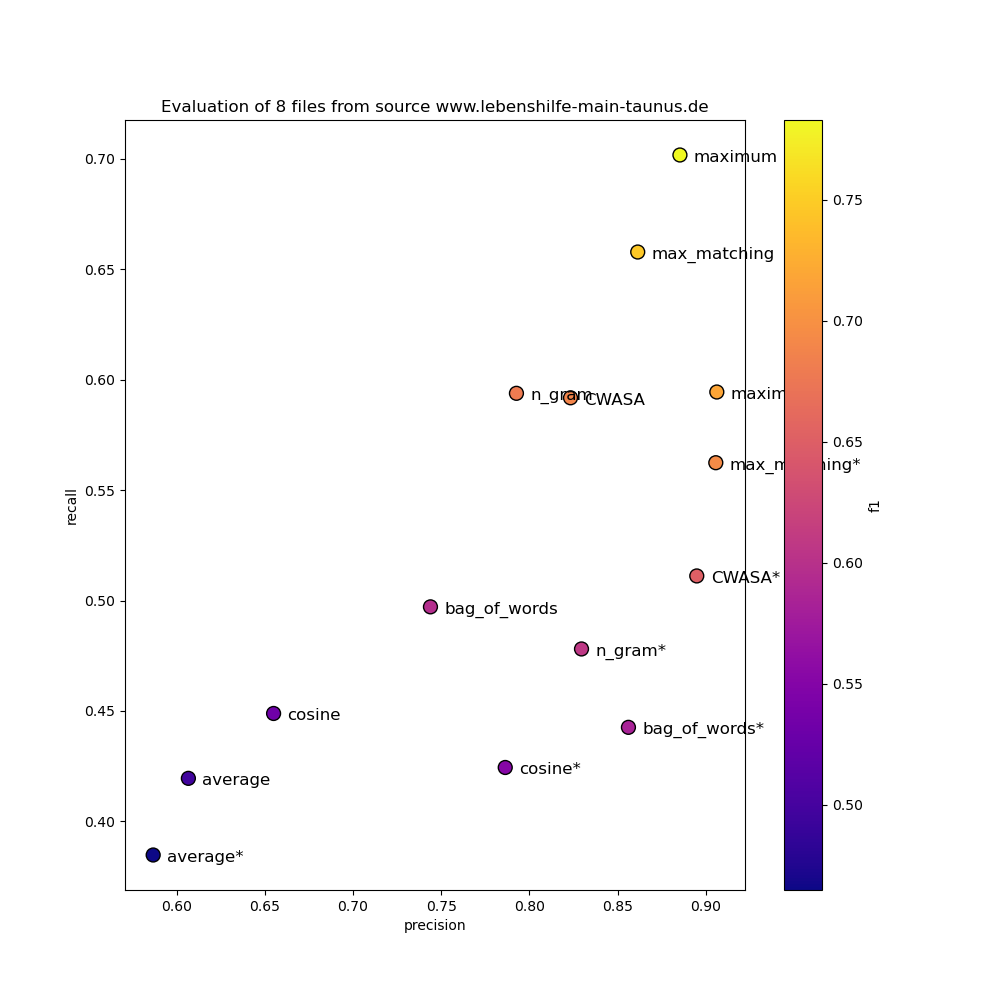 Evaluation of 8 files from source www.lebenshilfe-main-taunus.de
0.70
0.65
0.60
0.55
0.50
0.45
0.40
recall
maximum
max_matching
n_gram
CWASA
maxim
max_m hing*
CWASA*
bag_of_words
n_gram*
cosine
bag_of_words*
cosine*
average
average*
0.60
0.65
0.70
0.75
0.80
0.85
0.90
precision
0.75
0.70
0.65
0.60
0.55
0.50
f1